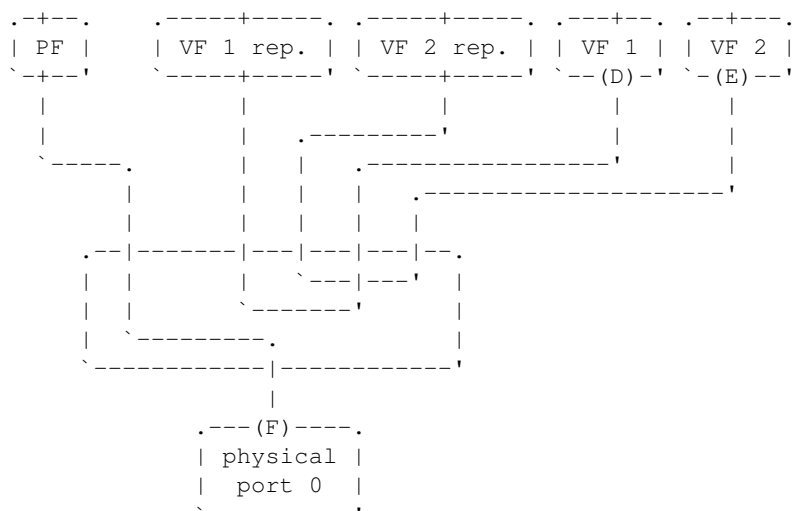 PF VF 1 rep. VF 2 rep. VF 1 VF 2
(D) (E)
(F)
physical
port 0